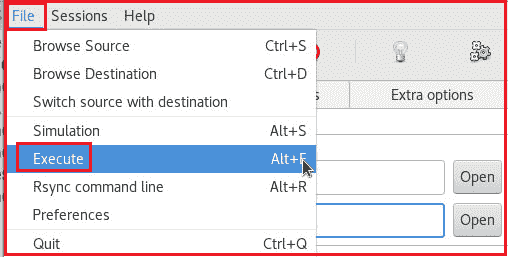 File Sessions Help
Browse Source Ctrl+S
Browse Destination Ctrl+D
Switch source with destination
Extra options
Simulation Alt+S
Execute Alt+E
Rsync command line Alt+R
Open
Preferences
Open
Quit Ctrl+Q